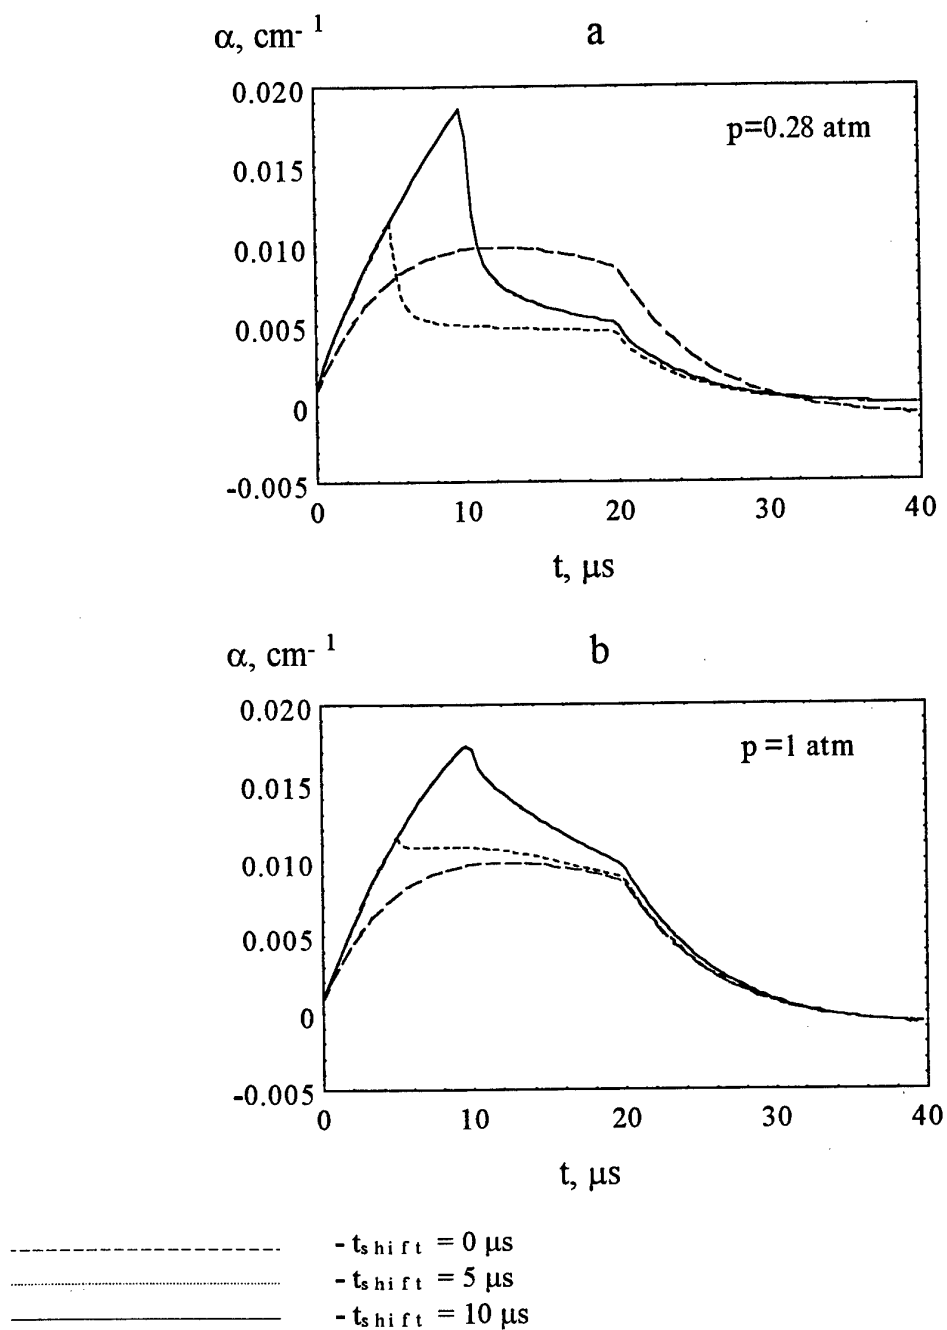 α, cm- 1 a
0.020
p=0.28 atm
0.015
0.010
0.005
0
-0.005
0 10 20 30 40
t, μs
α, cm- 1 b
0.020
p =1 atm
0.015
0.010
0.005
0
-0.005
0 10 20 30 40
t, μs
- tshift = 0 μs
- tshift = 5 μs
- tshift = 10 μs